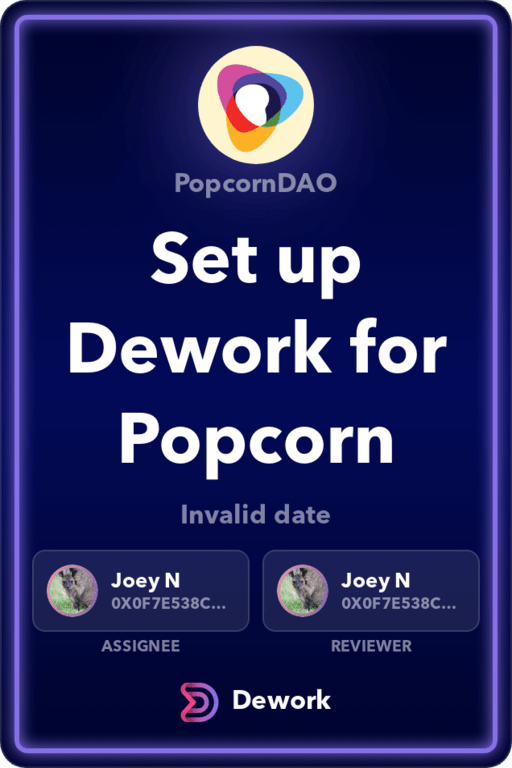 PopcornDAO
Set up
Dework for
Popcorn
Invalid date
Joey N
0X0F7E538C...
ASSIGNEE
Joey N
0X0F7E538C...
REVIEWER
Dework